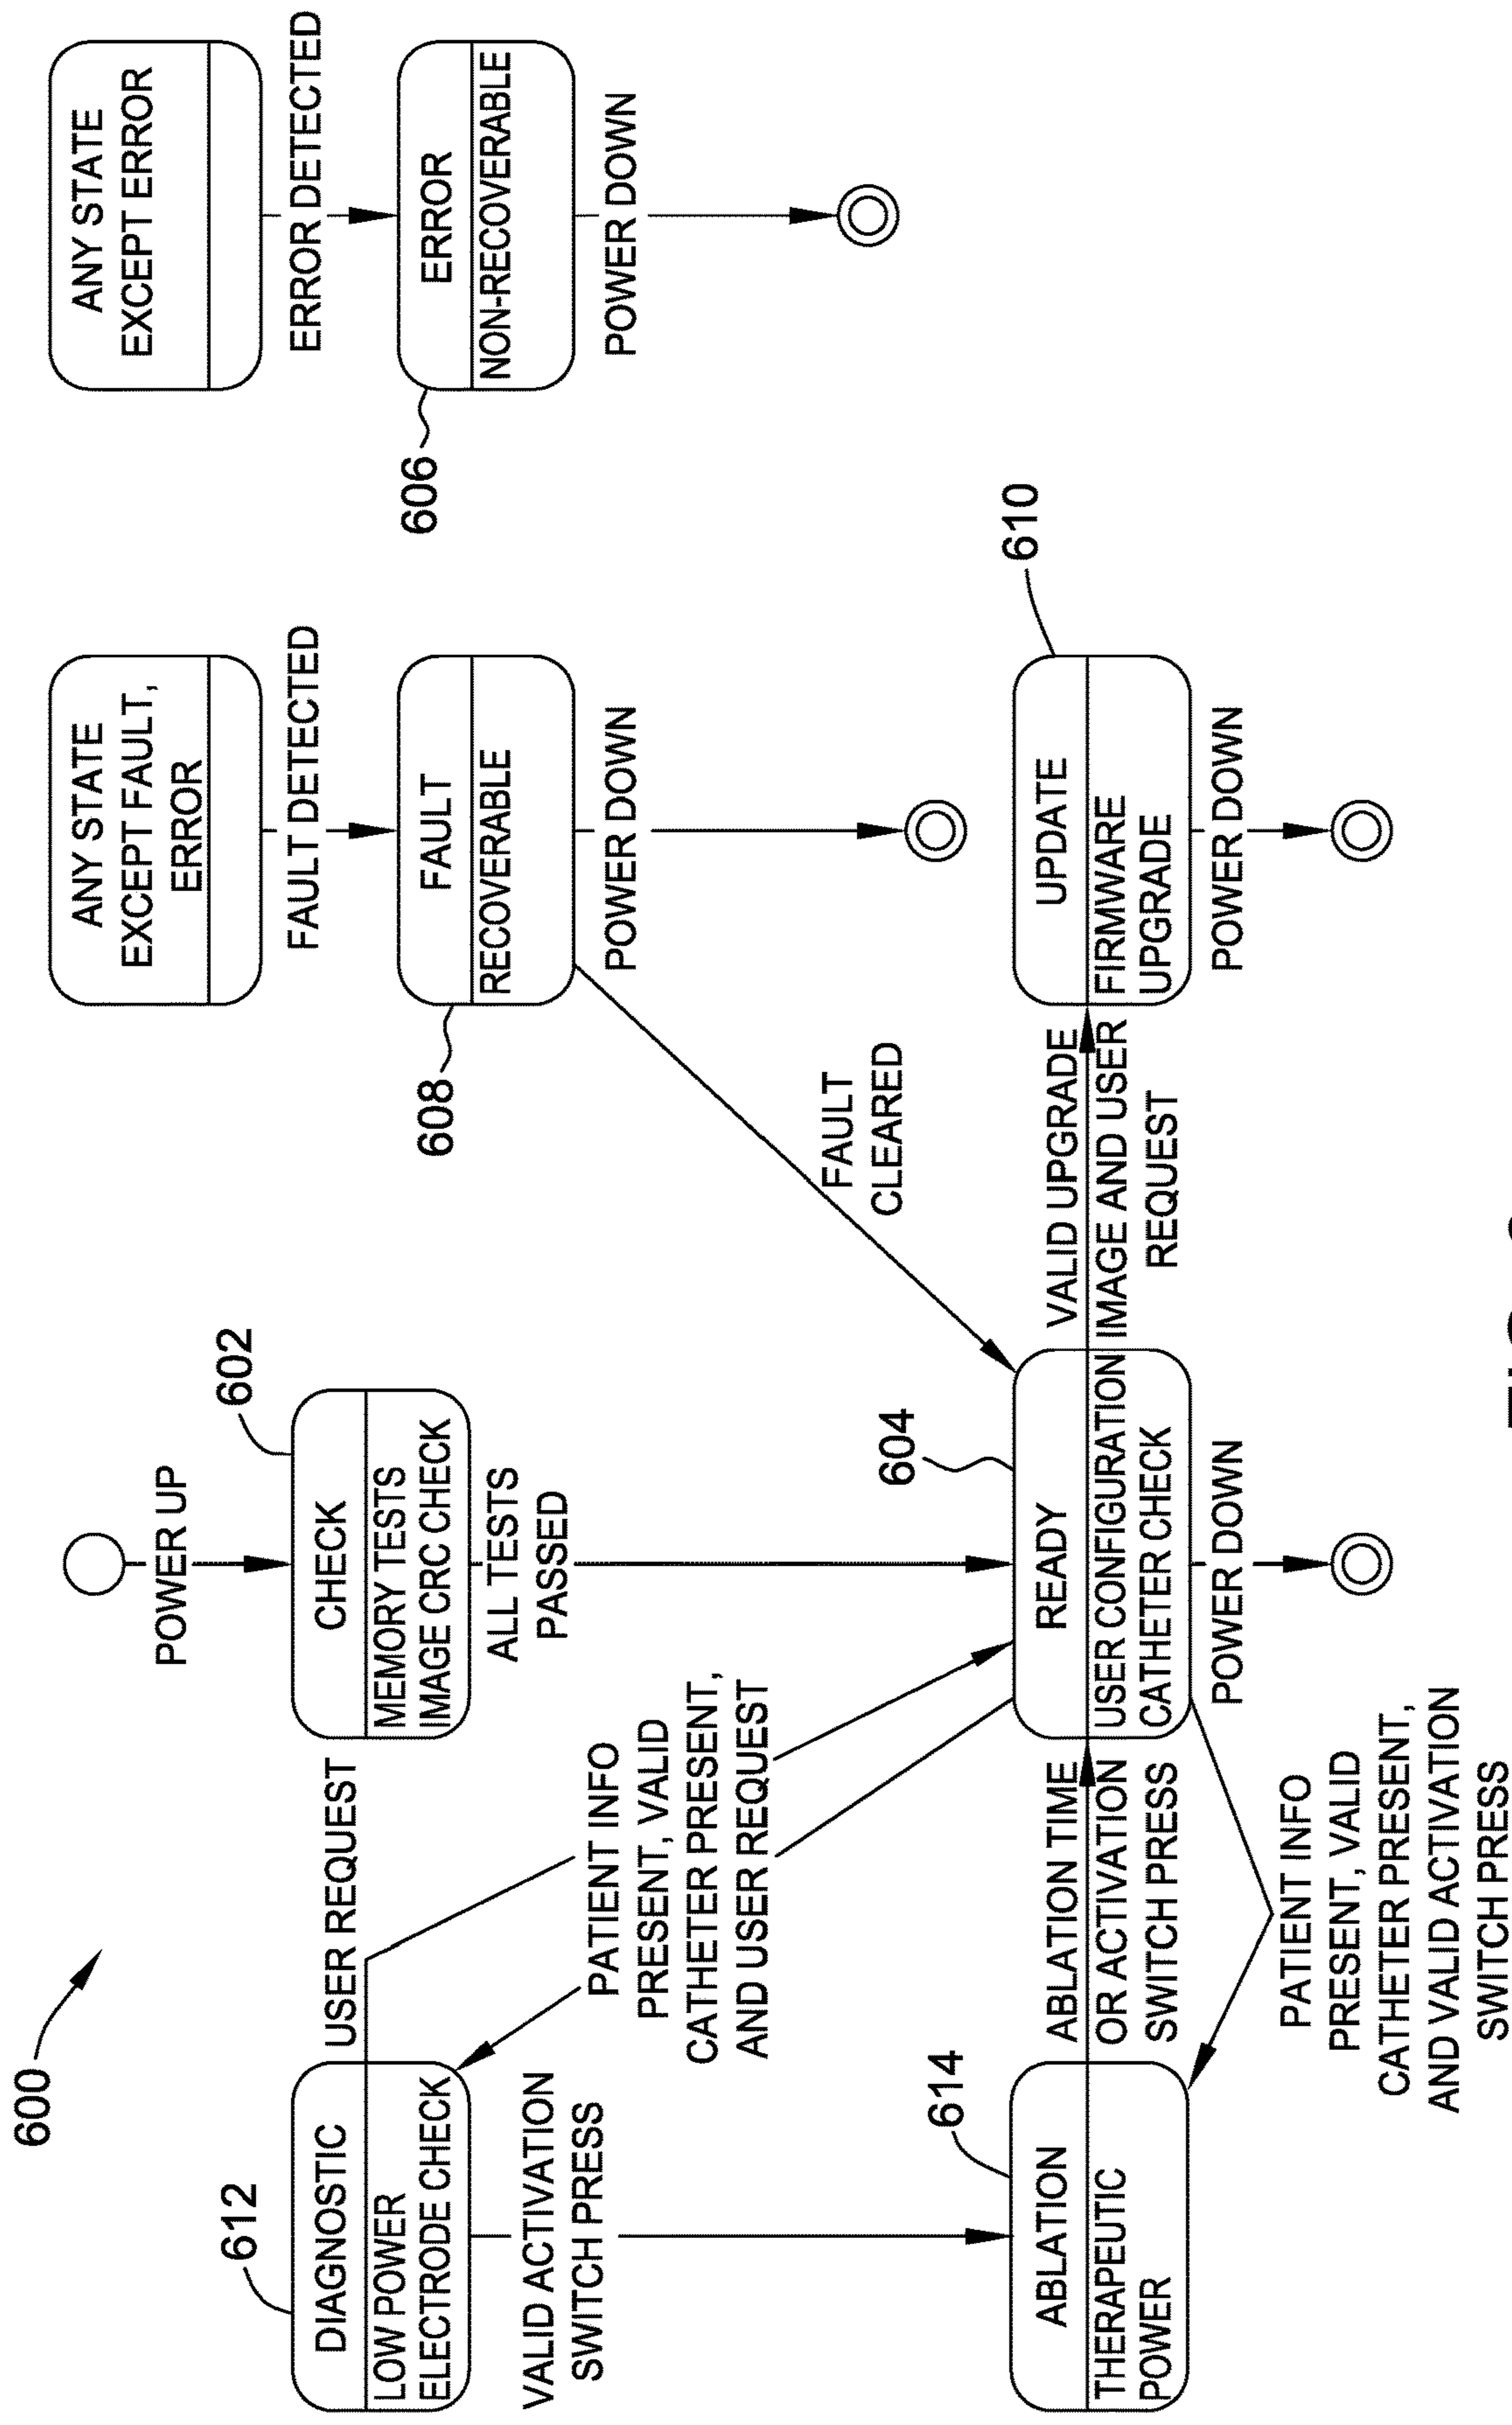 600
POWER UP
602
CHECK
MEMORY TESTS
IMAGE CRC CHECK
ALL TESTS
PASSED
612
DIAGNOSTIC
LOW POWER
ELECTRODE CHECK
USER REQUEST
PATIENT INFO
PRESENT, VALID
CATHETER PRESENT,
AND USER REQUEST
VALID ACTIVATION
SWITCH PRESS
614
ABLATION
THERAPEUTIC
POWER
ABLATION TIME
OR ACTIVATION
SWITCH PRESS
604
READY
USER CONFIGURATION
CATHETER CHECK
POWER DOWN
PATIENT INFO
PRESENT, VALID
CATHETER PRESENT,
AND VALID ACTIVATION
SWITCH PRESS
ANY STATE
EXCEPT FAULT,
ERROR
FAULT DETECTED
608
FAULT
RECOVERABLE
POWER DOWN
FAULT
CLEARED
VALID UPGRADE
IMAGE AND USER
REQUEST
610
UPDATE
FIRMWARE
UPGRADE
POWER DOWN
ANY STATE
EXCEPT ERROR
ERROR DETECTED
606
ERROR
NON-RECOVERABLE
POWER DOWN